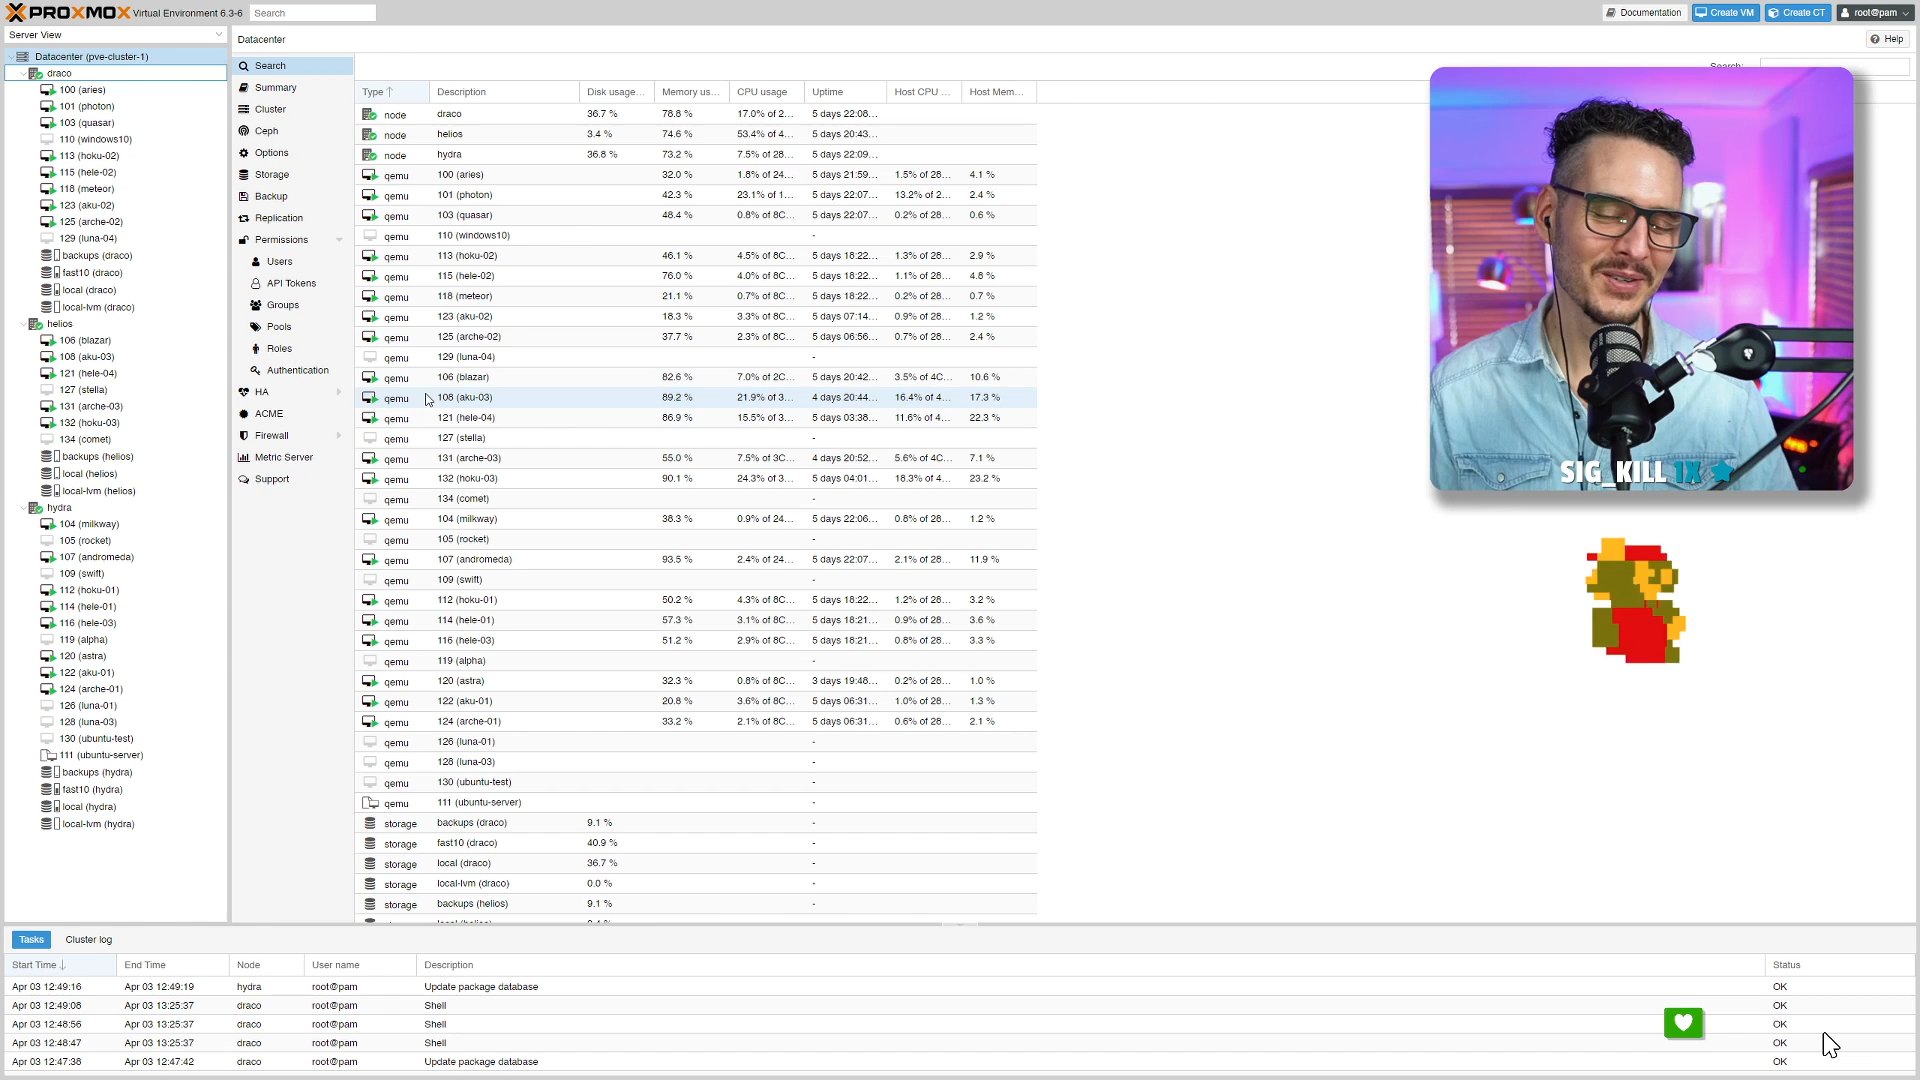 PROXMOX Virtual Environment 6.3-6 Search Documentation Create VM Create CT root@pam
Server View
Datacenter
Help
Datacenter (pve-cluster-1)
draco
100 (aries)
101 (photon)
103 (quasar)
110 (windows10)
113 (hoku-02)
115 (hele-02)
118 (meteor)
123 (aku-02)
125 (arche-02)
129 (luna-04)
backups (draco)
fast10 (draco)
local (draco)
local-lvm (draco)
helios
106 (blazar)
108 (aku-03)
121 (hele-04)
127 (stella)
131 (arche-03)
132 (hoku-03)
134 (comet)
backups (helios)
local (helios)
local-lvm (helios)
hydra
104 (milkway)
105 (rocket)
107 (andromeda)
109 (swift)
112 (hoku-01)
114 (hele-01)
116 (hele-03)
119 (alpha)
120 (astra)
122 (aku-01)
124 (arche-01)
126 (luna-01)
128 (luna-03)
130 (ubuntu-test)
111 (ubuntu-server)
backups (hydra)
fast10 (hydra)
local (hydra)
local-lvm (hydra)
Search
Summary
Cluster
Ceph
Options
Storage
Backup
Replication
Permissions
Users
API Tokens
Groups
Pools
Roles
Authentication
HA
ACME
Firewall
Metric Server
Support
Search:
Type Description Disk usage... Memory us... CPU usage Uptime Host CPU ... Host Mem...
node draco 36.7 % 78.8 % 17.0% of 2... 5 days 22:08...
node helios 3.4 % 74.6 % 53.4% of 4... 5 days 20:43...
node hydra 36.8 % 73.2 % 7.5% of 28... 5 days 22:09...
qemu 100 (aries) 32.0 % 1.8% of 24... 5 days 21:59... 1.5% of 28... 4.1 %
qemu 101 (photon) 42.3 % 23.1% of 1... 5 days 22:07... 13.2% of 2... 2.4 %
qemu 103 (quasar) 48.4 % 0.8% of 8C... 5 days 22:07... 0.2% of 28... 0.6 %
qemu 110 (windows10) -
qemu 113 (hoku-02) 46.1 % 4.5% of 8C... 5 days 18:22... 1.3% of 28... 2.9 %
qemu 115 (hele-02) 76.0 % 4.0% of 8C... 5 days 18:22... 1.1% of 28... 4.8 %
qemu 118 (meteor) 21.1 % 0.7% of 8C... 5 days 18:22... 0.2% of 28... 0.7 %
qemu 123 (aku-02) 18.3 % 3.3% of 8C... 5 days 07:14... 0.9% of 28... 1.2 %
qemu 125 (arche-02) 37.7 % 2.3% of 8C... 5 days 06:56... 0.7% of 28... 2.4 %
qemu 129 (luna-04) -
qemu 106 (blazar) 82.6 % 7.0% of 2C... 5 days 20:42... 3.5% of 4C... 10.6 %
qemu 108 (aku-03) 89.2 % 21.9% of 3... 4 days 20:44... 16.4% of 4... 17.3 %
qemu 121 (hele-04) 86.9 % 15.5% of 3... 5 days 03:38... 11.6% of 4... 22.3 %
qemu 127 (stella) -
qemu 131 (arche-03) 55.0 % 7.5% of 3C... 4 days 20:52... 5.6% of 4C... 7.1 %
qemu 132 (hoku-03) 90.1 % 24.3% of 3... 5 days 04:01... 18.3% of 4... 23.2 %
qemu 134 (comet) -
qemu 104 (milkway) 38.3 % 0.9% of 24... 5 days 22:06... 0.8% of 28... 1.2 %
qemu 105 (rocket) -
qemu 107 (andromeda) 93.5 % 2.4% of 24... 5 days 22:07... 2.1% of 28... 11.9 %
qemu 109 (swift) -
qemu 112 (hoku-01) 50.2 % 4.3% of 8C... 5 days 18:22... 1.2% of 28... 3.2 %
qemu 114 (hele-01) 57.3 % 3.1% of 8C... 5 days 18:21... 0.9% of 28... 3.6 %
qemu 116 (hele-03) 51.2 % 2.9% of 8C... 5 days 18:21... 0.8% of 28... 3.3 %
qemu 119 (alpha) -
qemu 120 (astra) 32.3 % 0.8% of 8C... 3 days 19:48... 0.2% of 28... 1.0 %
qemu 122 (aku-01) 20.8 % 3.6% of 8C... 5 days 06:31... 1.0% of 28... 1.3 %
qemu 124 (arche-01) 33.2 % 2.1% of 8C... 5 days 06:31... 0.6% of 28... 2.1 %
qemu 126 (luna-01) -
qemu 128 (luna-03) -
qemu 130 (ubuntu-test) -
qemu 111 (ubuntu-server) -
storage backups (draco) 9.1 % -
storage fast10 (draco) 40.9 % -
storage local (draco) 36.7 % -
storage local-lvm (draco) 0.0 % -
storage backups (helios) 9.1 % -
SIG_KILL 1X
Tasks Cluster log
Start Time End Time Node User name Description Status
Apr 03 12:49:16 Apr 03 12:49:19 hydra root@pam Update package database OK
Apr 03 12:49:08 Apr 03 13:25:37 draco root@pam Shell OK
Apr 03 12:48:56 Apr 03 13:25:37 draco root@pam Shell OK
Apr 03 12:48:47 Apr 03 13:25:37 draco root@pam Shell OK
Apr 03 12:47:38 Apr 03 12:47:42 draco root@pam Update package database OK